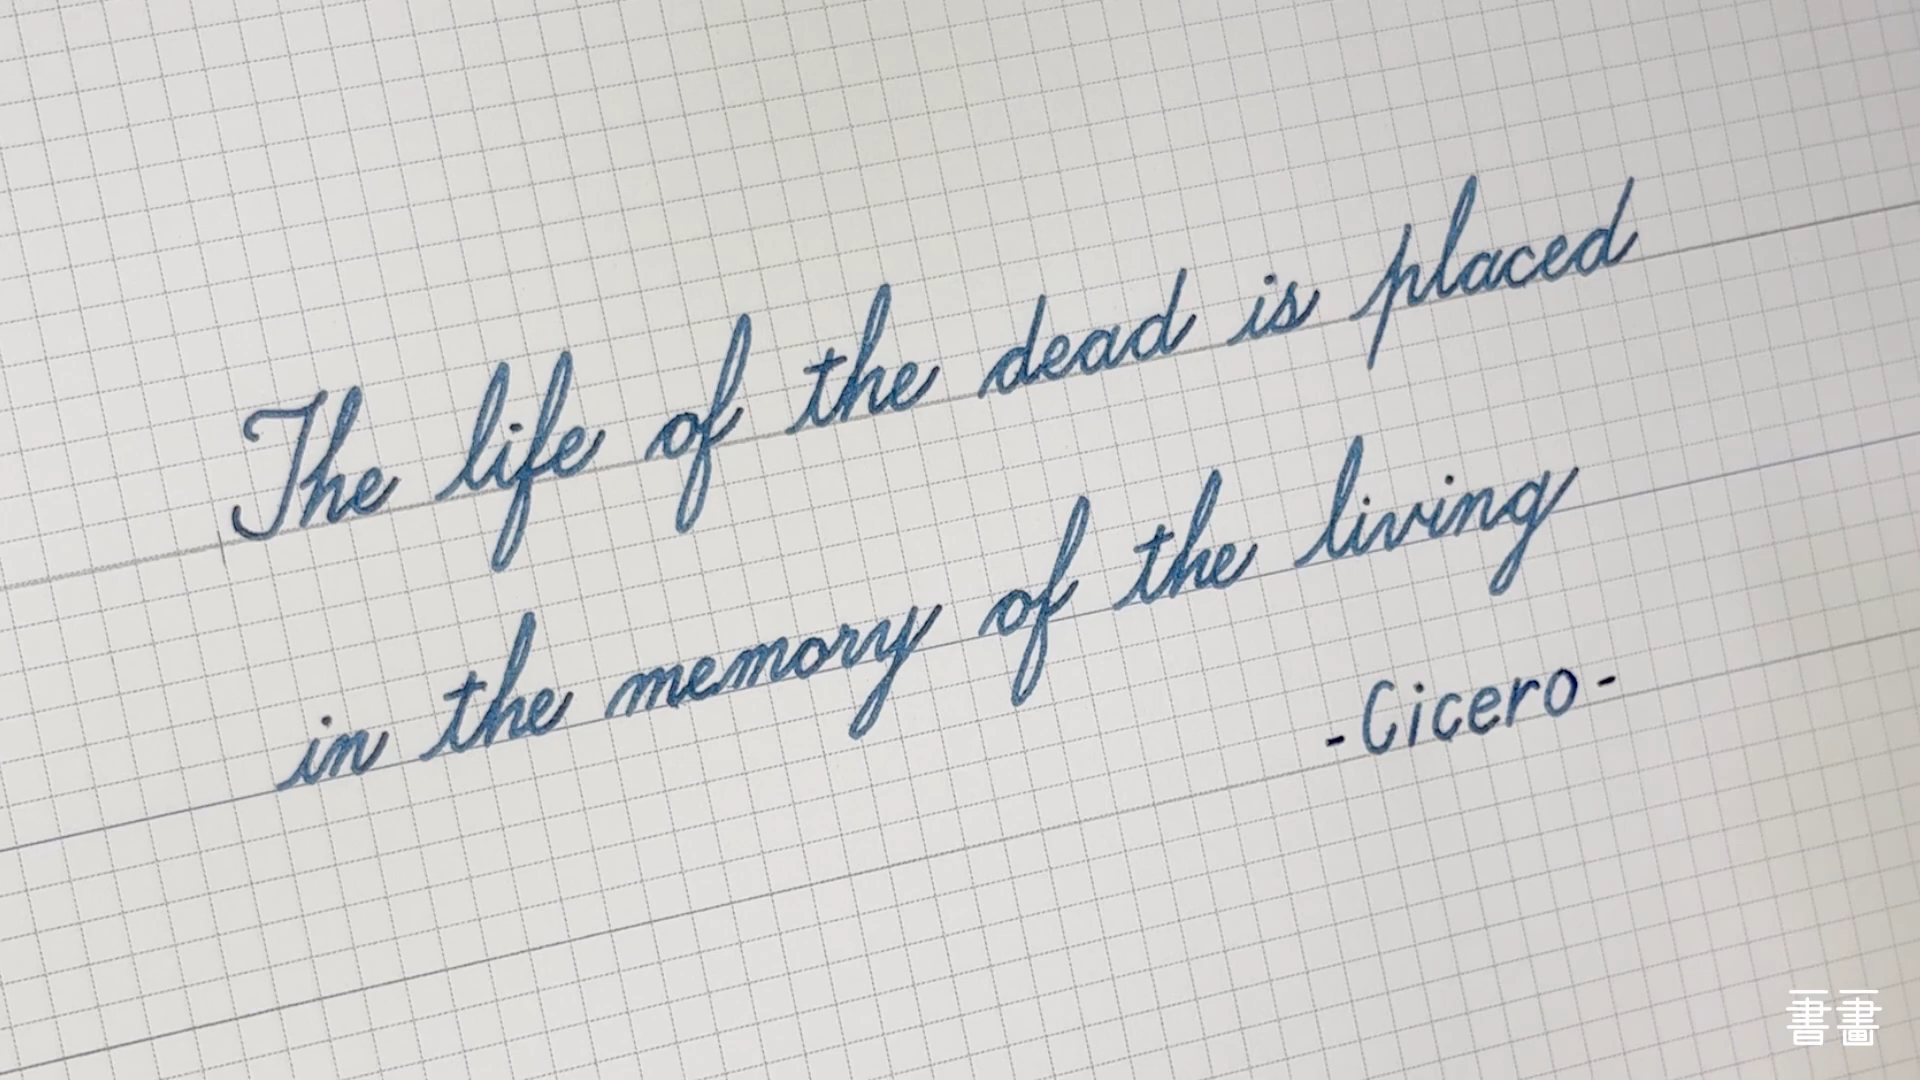 The life of the dead is placed
in the memory of the living
-Cicero-
書畫